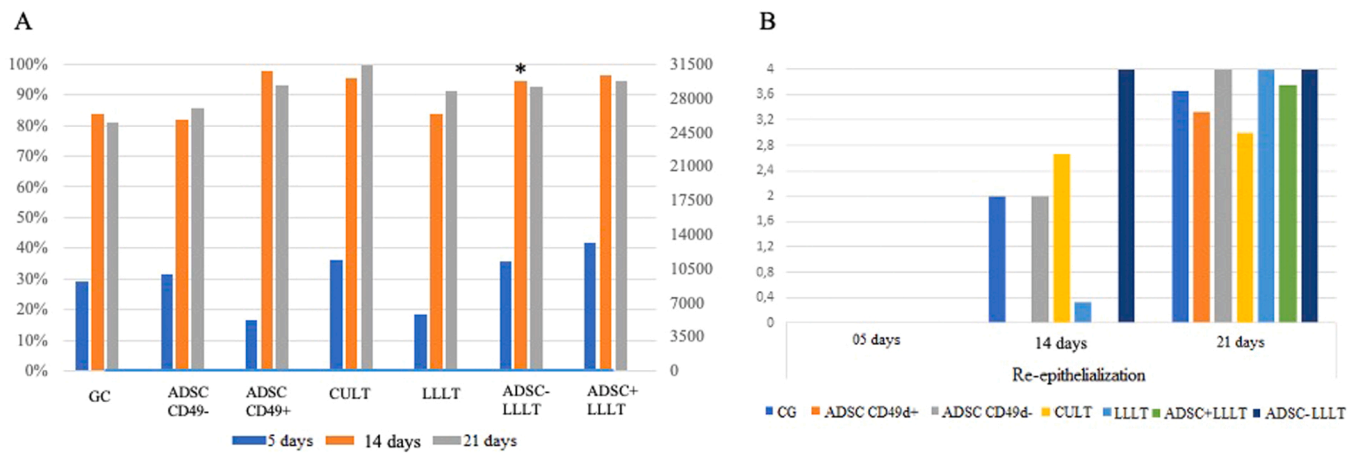 A
100%
90%
80%
70%
60%
50%
40%
30%
20%
10%
0%
*
31500
28000
24500
21000
17500
14000
10500
7000
3500
0
GC
ADSC
CD49-
ADSC
CD49+
CULT
LLLT
ADSC-
LLLT
ADSC+
LLLT
5 days 14 days 21 days
B
4
3,6
3,2
2,8
2,4
2
1,6
1,2
0,8
0,4
0
05 days 14 days 21 days
Re-epithelialization
CG ADSC CD49d+ ADSC CD49d- CULT LLLT ADSC+LLLT ADSC-LLLT